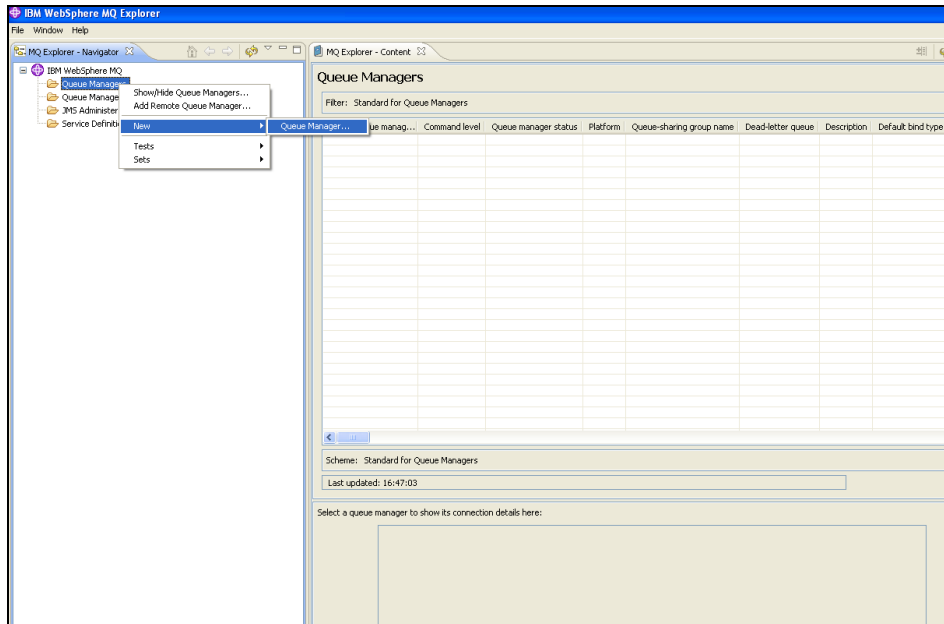 IBM WebSphere MQ Explorer
File Window Help
MQ Explorer - Navigator
MQ Explorer - Content
IBM WebSphere MQ
Queue Managers
Queue Manage
JMS Administer
Service Definiti
Show/Hide Queue Managers...
Add Remote Queue Manager...
New
Queue Manager...
Tests
Sets
Queue Managers
Filter: Standard for Queue Managers
ue manag... Command level Queue manager status Platform Queue-sharing group name Dead-letter queue Description Default bind type
Scheme: Standard for Queue Managers
Last updated: 16:47:03
Select a queue manager to show its connection details here: